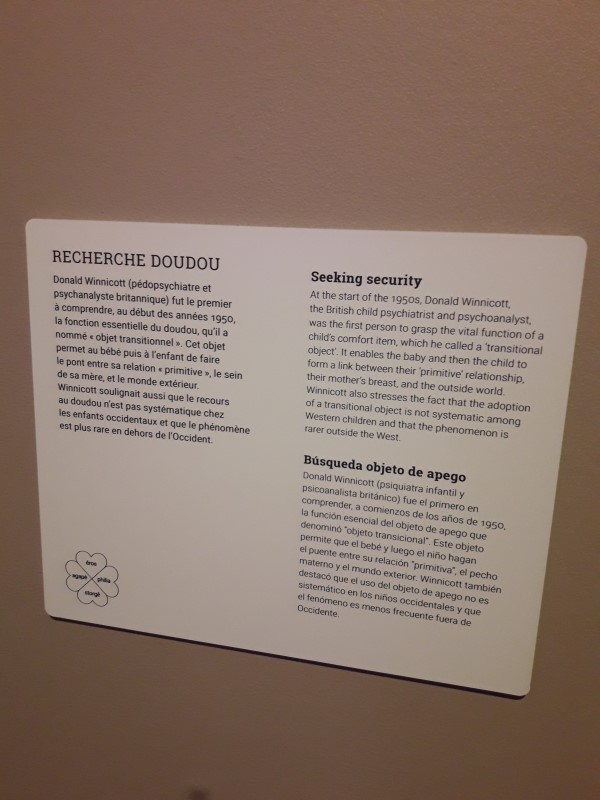 RECHERCHE DOUDOU
Donald Winnicott (pédopsychiatre et
psychanalyste britannique) fut le premier
à comprendre, au début des années 1950,
la fonction essentielle du doudou, qu'il a
nommé « objet transitionnel ». Cet objet
permet au bébé puis à l'enfant de faire
le pont entre sa relation « primitive », le sein
de sa mère, et le monde extérieur.
Winnicott soulignait aussi que le recours
au doudou n'est pas systématique chez
les enfants occidentaux et que le phénomène
est plus rare en dehors de l'Occident.
éros
agapè
philia
storgê
Seeking security
At the start of the 1950s, Donald Winnicott,
the British child psychiatrist and psychoanalyst,
was the first person to grasp the vital function of a
child's comfort item, which he called a 'transitional
object'. It enables the baby and then the child to
form a link between their 'primitive' relationship,
their mother's breast, and the outside world.
Winnicott also stresses the fact that the adoption
of a transitional object is not systematic among
Western children and that the phenomenon is
rarer outside the West.
Búsqueda objeto de apego
Donald Winnicott (psiquiatra infantil y
psicoanalista británico) fue el primero en
comprender, a comienzos de los años de 1950,
la función esencial del objeto de apego que
denominó "objeto transicional". Este objeto
permite que el bebé y luego el niño hagan
el puente entre su relación "primitiva", el pecho
materno y el mundo exterior. Winnicott también
destacó que el uso del objeto de apego no es
sistemático en los niños occidentales y que
el fenómeno es menos frecuente fuera de
Occidente.